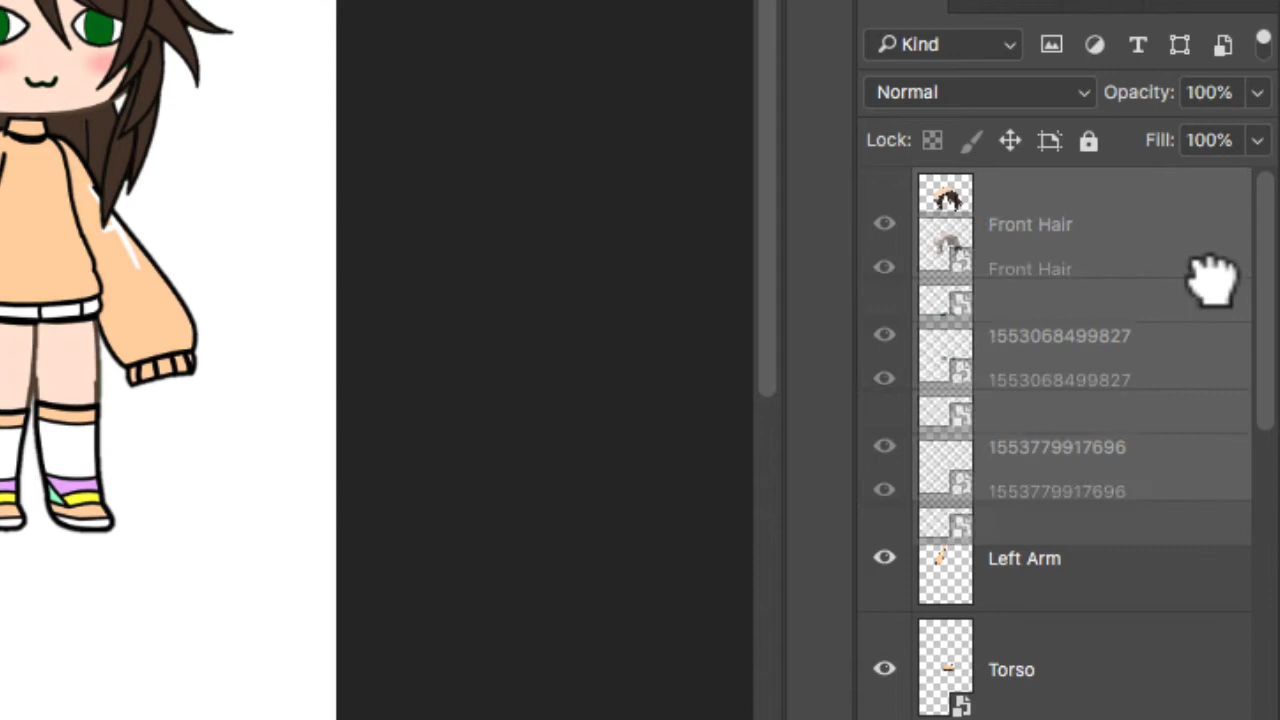 Kind
Normal
Opacity: 100%
Lock:
Fill: 100%
Front Hair
Front Hair
1553068499827
1553068499827
1553779917696
1553779917696
Left Arm
Torso